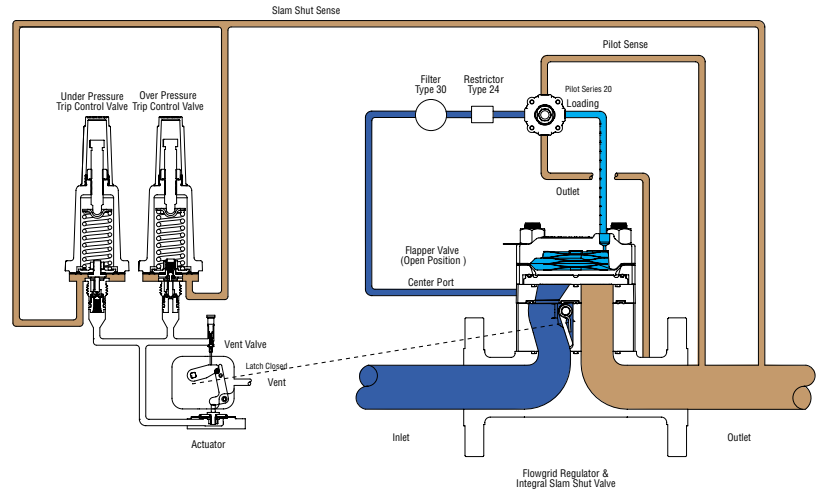 Slam Shut Sense
Pilot Sense
Under Pressure
Trip Control Valve
Over Pressure
Trip Control Valve
Filter
Type 30
Restrictor
Type 24
Pilot Series 20
Loading
Outlet
Flapper Valve
(Open Position )
Center Port
Vent Valve
Latch Closed
Vent
Actuator
Inlet
Outlet
Flowgrid Regulator &
Integral Slam Shut Valve